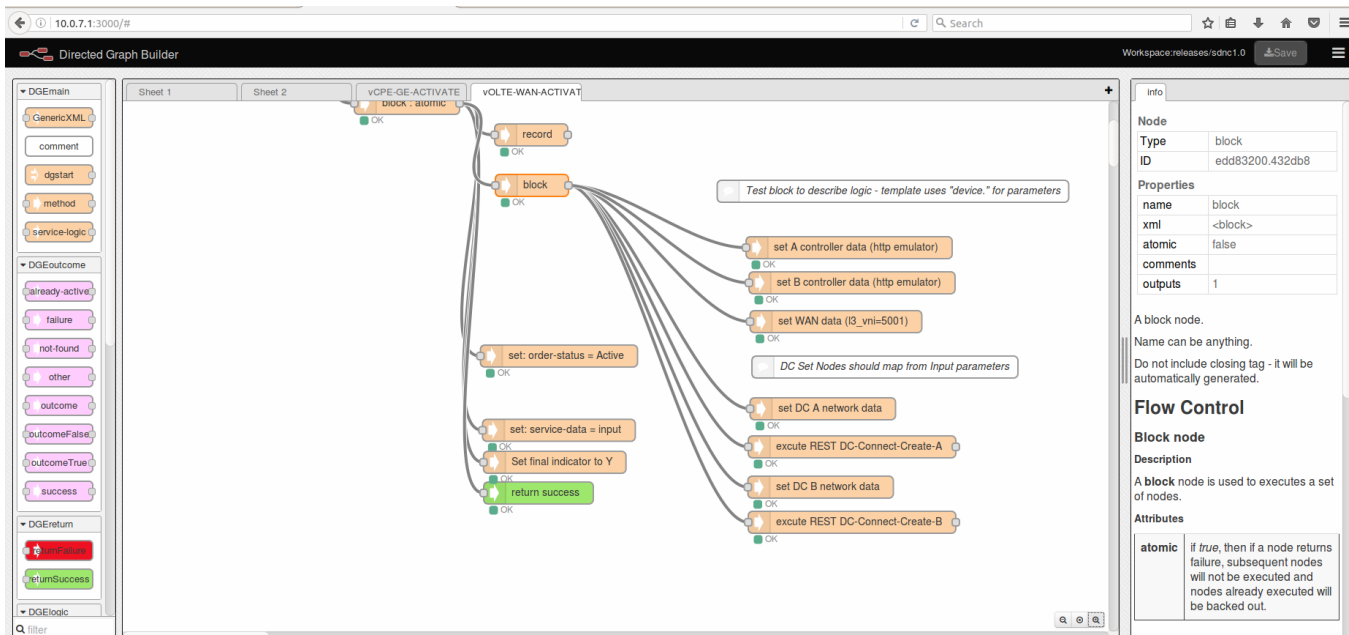 10.0.7.1:3000/#
Search
Directed Graph Builder
Workspace:releases/sdnc1.0
Save
DGEmain
GenericXML
comment
dgstart
method
service-logic
DGEoutcome
already-active
failure
not-found
other
outcome
outcomeFalse
outcomeTrue
success
DGEreturn
returnFailure
returnSuccess
DGElogic
filter
Sheet 1
Sheet 2
vCPE-GE-ACTIVATE
vOLTE-WAN-ACTIVAT
block : atomic
OK
record
OK
block
OK
Test block to describe logic - template uses "device." for parameters
set A controller data (http emulator)
OK
set B controller data (http emulator)
OK
set WAN data (l3_vni=5001)
OK
set: order-status = Active
OK
DC Set Nodes should map from Input parameters
set DC A network data
OK
set: service-data = input
OK
excute REST DC-Connect-Create-A
OK
Set final indicator to Y
OK
set DC B network data
OK
return success
OK
excute REST DC-Connect-Create-B
OK
info
Node
Type block
ID edd83200.432db8
Properties
name block
xml <block>
atomic false
comments
outputs 1
A block node.
Name can be anything.
Do not include closing tag - it will be
automatically generated.
Flow Control
Block node
Description
A block node is used to executes a set
of nodes.
Attributes
atomic if true, then if a node returns
failure, subsequent nodes
will not be executed and
nodes already executed will
be backed out.